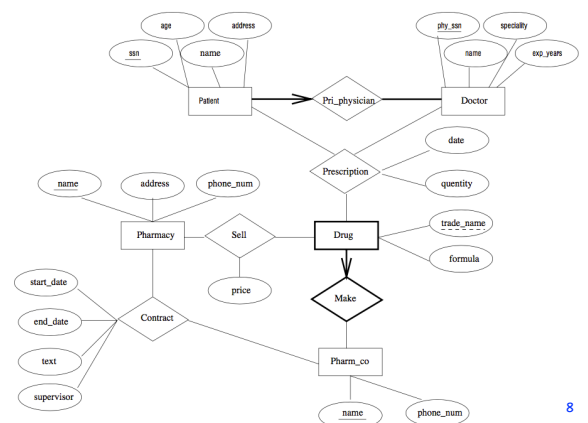 age
address
ssn
name
Patient
Pri_physician
phy_ssn
speciality
name
exp_years
Doctor
Prescription
date
quentity
name
address
phone_num
Pharmacy
Sell
price
Drug
trade_name
formula
Make
start_date
end_date
text
supervisor
Contract
Pharm_co
name
phone_num
8